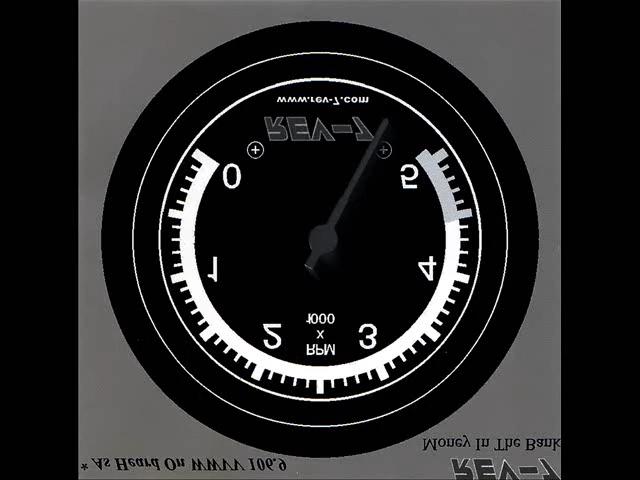 www.rev-7.com
REV-7
0
5
1
4
1000
2
X
3
RPM
Money In The Bank
* As Heard On WWVV 106.9
REV-7